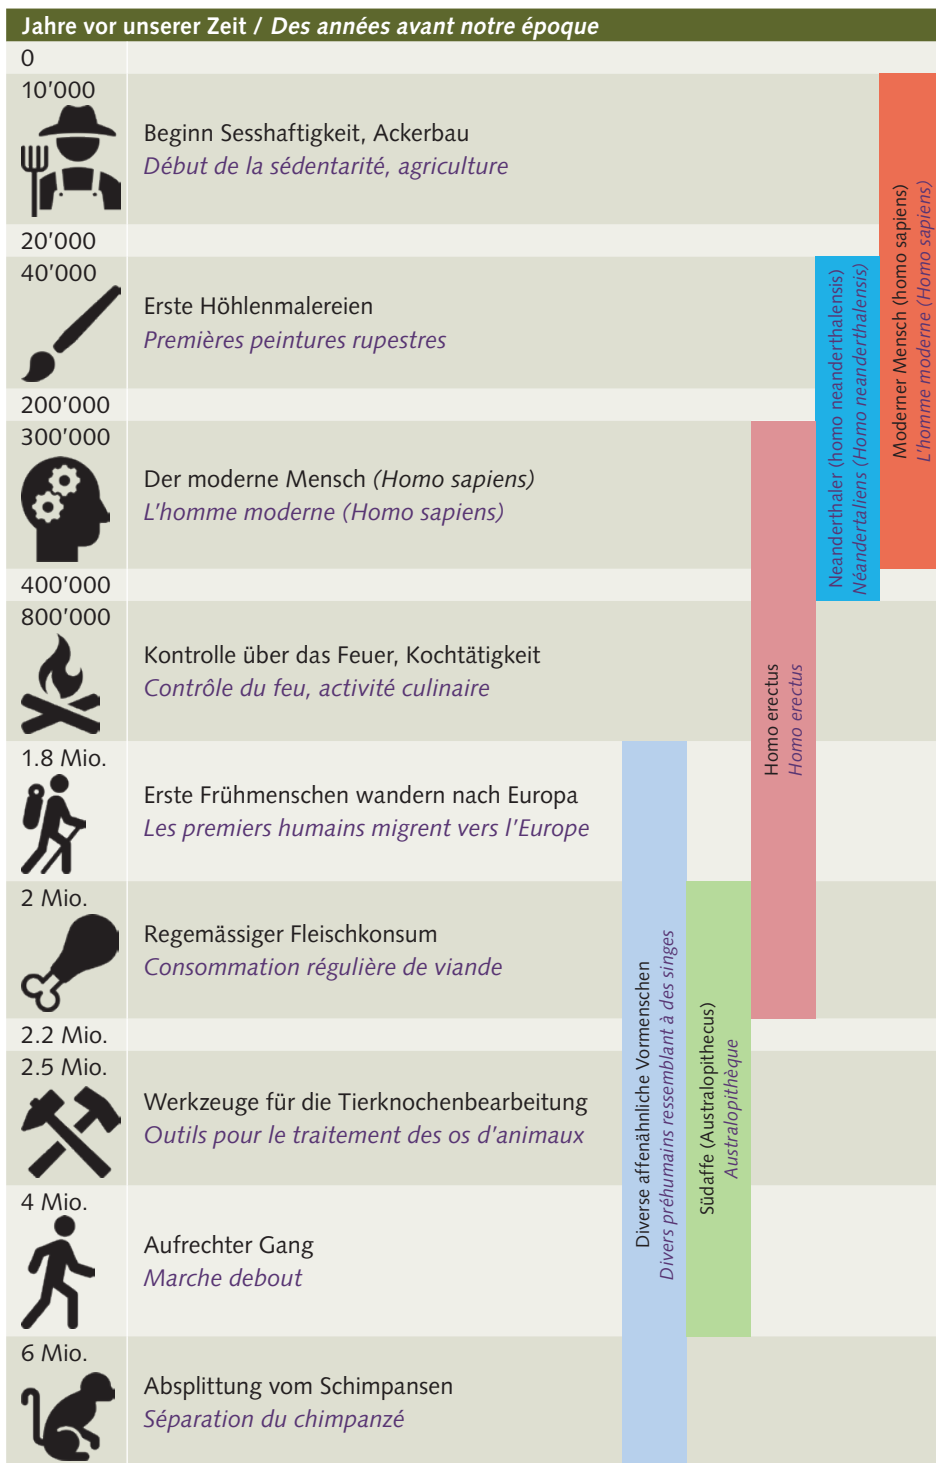 Jahre vor unserer Zeit / Des années avant notre époque
0
10’000
Beginn Sesshaftigkeit, Ackerbau
Début de la sédentarité, agriculture
20’000
40’000
Erste Höhlenmalereien
Premières peintures rupestres
200’000
300’000
Der moderne Mensch (Homo sapiens)
L’homme moderne (Homo sapiens)
400’000
800’000
Kontrolle über das Feuer, Kochtätigkeit
Contrôle du feu, activité culinaire
1.8 Mio.
Erste Frühmenschen wandern nach Europa
Les premiers humains migrent vers l’Europe
2 Mio.
Regemässiger Fleischkonsum
Consommation régulière de viande
2.2 Mio.
2.5 Mio.
Werkzeuge für die Tierknochenbearbeitung
Outils pour le traitement des os d’animaux
4 Mio.
Aufrechter Gang
Marche debout
6 Mio.
Absplittung vom Schimpansen
Séparation du chimpanzé
Diverse affenähnliche Vormenschen
Divers préhumains ressemblant à des singes
Südaffe (Australopithecus)
Australopithèque
Homo erectus
Homo erectus
Neanderthaler (homo neanderthalensis)
Néandertaliens (Homo neanderthalensis)
Moderner Mensch (homo sapiens)
L’homme moderne (Homo sapiens)